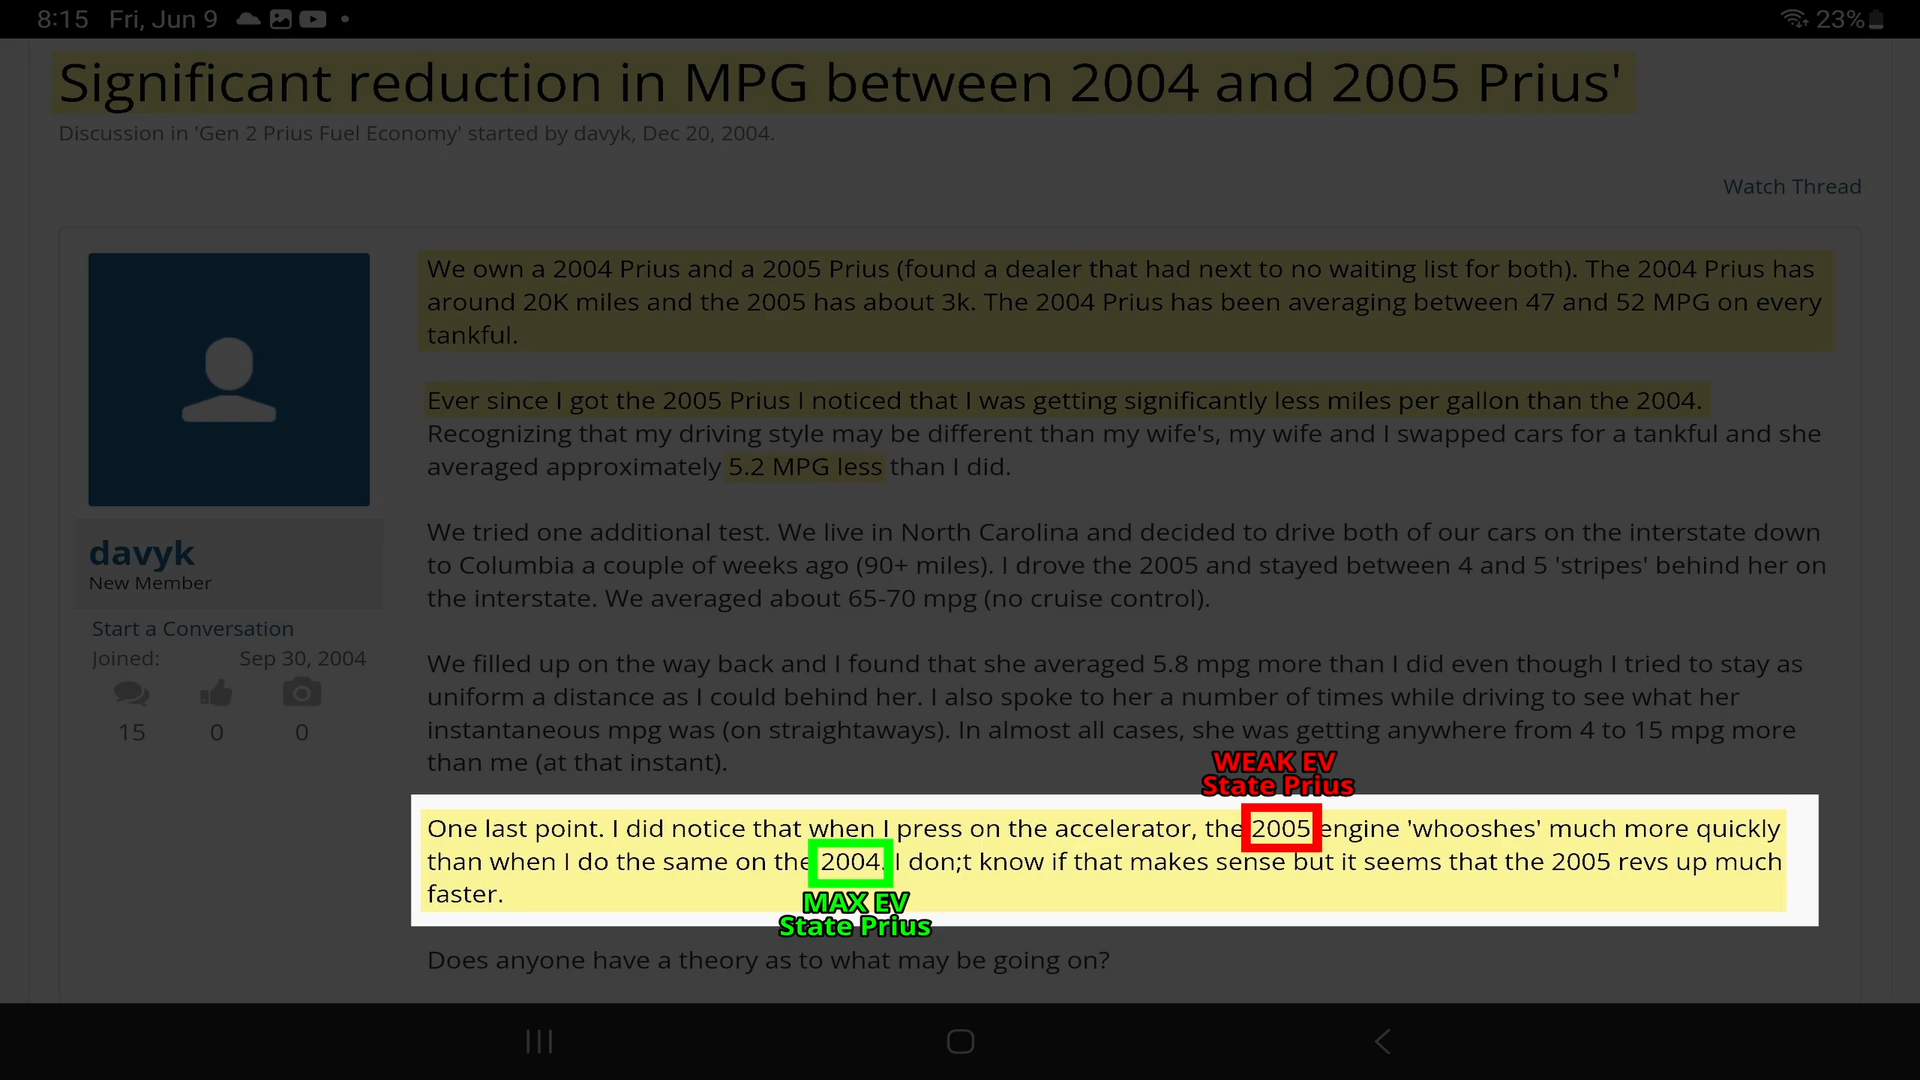 8:15 Fri, Jun 9
23%
Significant reduction in MPG between 2004 and 2005 Prius'
Discussion in 'Gen 2 Prius Fuel Economy' started by davyk, Dec 20, 2004.
Watch Thread
We own a 2004 Prius and a 2005 Prius (found a dealer that had next to no waiting list for both). The 2004 Prius has
around 20K miles and the 2005 has about 3k. The 2004 Prius has been averaging between 47 and 52 MPG on every
tankful.
Ever since I got the 2005 Prius I noticed that I was getting significantly less miles per gallon than the 2004.
Recognizing that my driving style may be different than my wife's, my wife and I swapped cars for a tankful and she
averaged approximately 5.2 MPG less than I did.
davyk
New Member
Start a Conversation
Joined: Sep 30, 2004
15 0 0
We tried one additional test. We live in North Carolina and decided to drive both of our cars on the interstate down
to Columbia a couple of weeks ago (90+ miles). I drove the 2005 and stayed between 4 and 5 'stripes' behind her on
the interstate. We averaged about 65-70 mpg (no cruise control).
We filled up on the way back and I found that she averaged 5.8 mpg more than I did even though I tried to stay as
uniform a distance as I could behind her. I also spoke to her a number of times while driving to see what her
instantaneous mpg was (on straightaways). In almost all cases, she was getting anywhere from 4 to 15 mpg more
than me (at that instant).
WEAK EV
State Prius
One last point. I did notice that when I press on the accelerator, the 2005 engine 'whooshes' much more quickly
than when I do the same on the 2004. I don;t know if that makes sense but it seems that the 2005 revs up much
faster.
MAX EV
State Prius
Does anyone have a theory as to what may be going on?